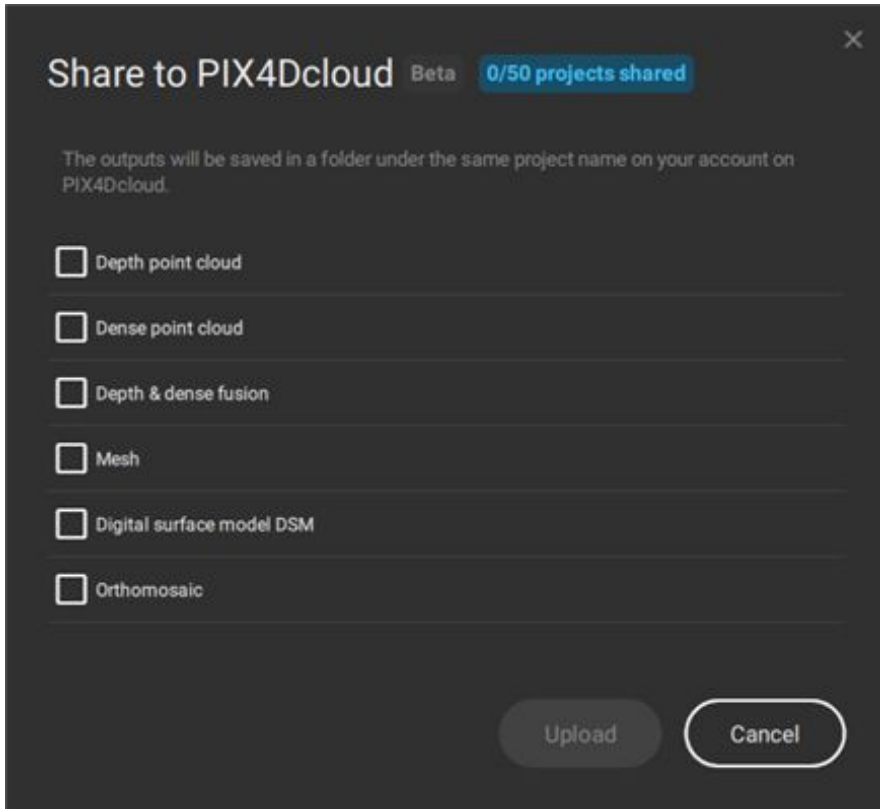 Share to PIX4Dcloud Beta 0/50 projects shared
The outputs will be saved in a folder under the same project name on your account on
PIX4Dcloud.
Depth point cloud
Dense point cloud
Depth & dense fusion
Mesh
Digital surface model DSM
Orthomosaic
Upload Cancel